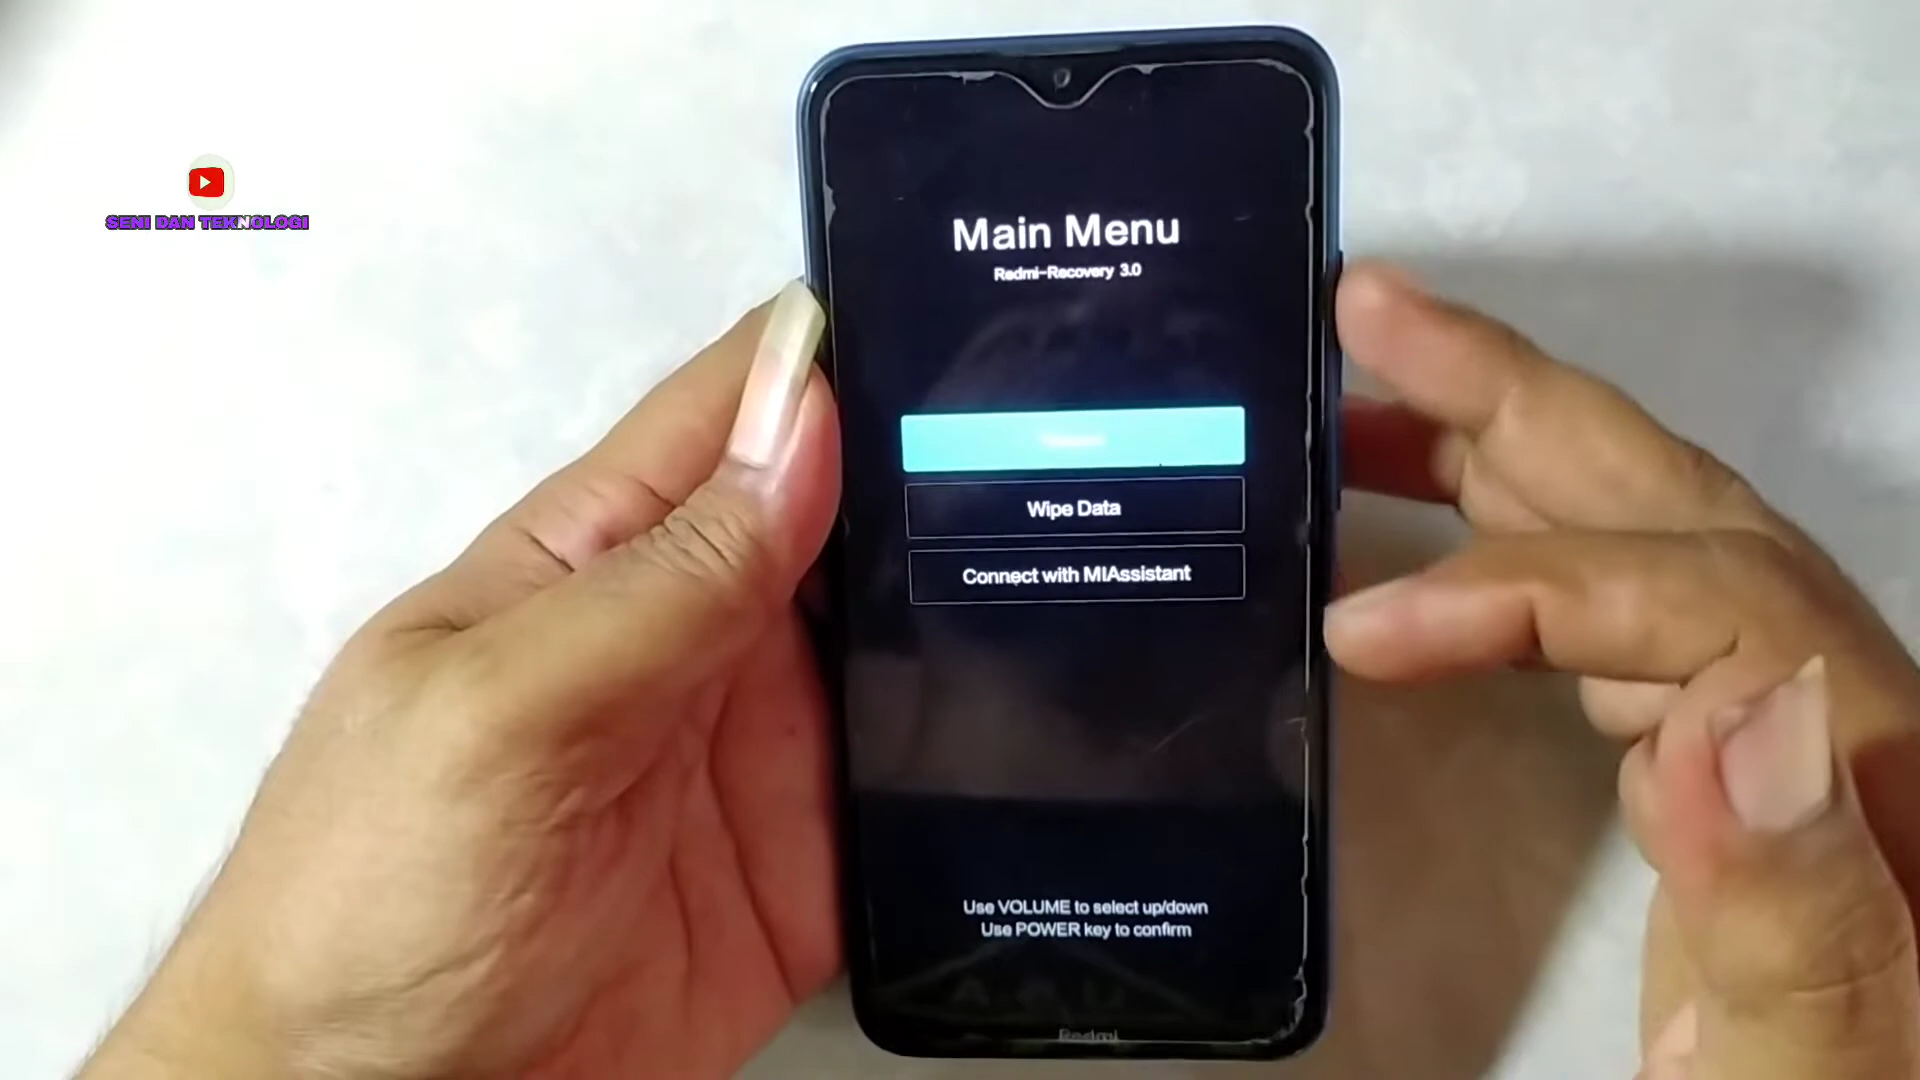 SENI DAN TEKNOLOGI
Main Menu
Redmi-Recovery 3.0
Wipe Data
Connect with MIAssistant
Use VOLUME to select up/down
Use POWER key to confirm
Redmi